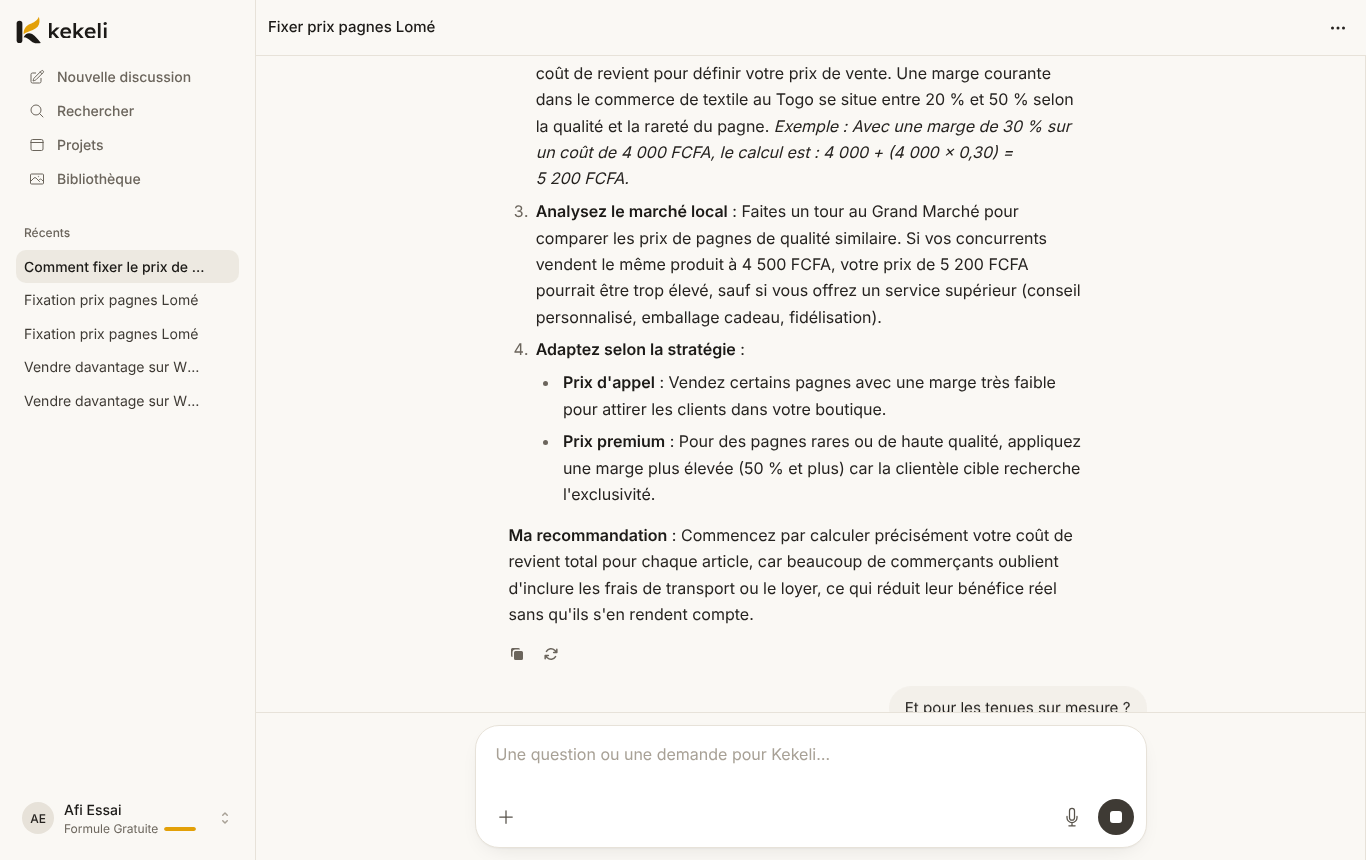 kekeli
Nouvelle discussion
Rechercher
Projets
Bibliothèque
Récents
Comment fixer le prix de ...
Fixation prix pagnes Lomé
Fixation prix pagnes Lomé
Vendre davantage sur W...
Vendre davantage sur W...
AE
Afi Essai
Formule Gratuite
Fixer prix pagnes Lomé
coût de revient pour définir votre prix de vente. Une marge courante
dans le commerce de textile au Togo se situe entre 20 % et 50 % selon
la qualité et la rareté du pagne. Exemple : Avec une marge de 30 % sur
un coût de 4 000 FCFA, le calcul est : 4 000 + (4 000 × 0,30) =
5 200 FCFA.
3. Analysez le marché local : Faites un tour au Grand Marché pour
comparer les prix de pagnes de qualité similaire. Si vos concurrents
vendent le même produit à 4 500 FCFA, votre prix de 5 200 FCFA
pourrait être trop élevé, sauf si vous offrez un service supérieur (conseil
personnalisé, emballage cadeau, fidélisation).
4. Adaptez selon la stratégie :
• Prix d'appel : Vendez certains pagnes avec une marge très faible
pour attirer les clients dans votre boutique.
• Prix premium : Pour des pagnes rares ou de haute qualité, appliquez
une marge plus élevée (50 % et plus) car la clientèle cible recherche
l'exclusivité.
Ma recommandation : Commencez par calculer précisément votre coût de
revient total pour chaque article, car beaucoup de commerçants oublient
d'inclure les frais de transport ou le loyer, ce qui réduit leur bénéfice réel
sans qu'ils s'en rendent compte.
Et pour les tenues sur mesure ?
Une question ou une demande pour Kekeli...